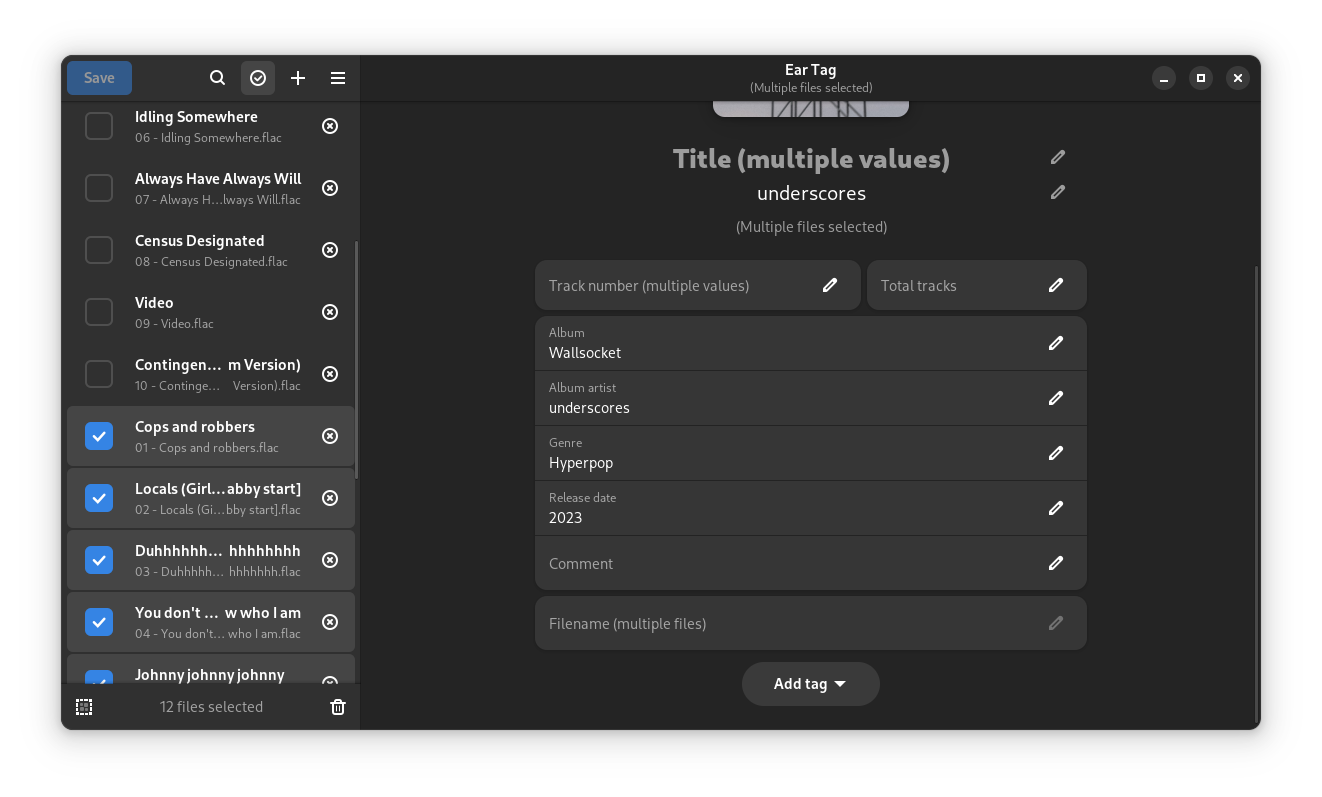 Save
Idling Somewhere
06 - Idling Somewhere.flac
Always Have Always Will
07 - Always H…lways Will.flac
Census Designated
08 - Census Designated.flac
Video
09 - Video.flac
Contingen… m Version)
10 - Continge… Version).flac
Cops and robbers
01 - Cops and robbers.flac
Locals (Girl…abby start]
02 - Locals (Gi…bby start].flac
Duhhhhhh… hhhhhhhh
03 - Duhhhhh… hhhhhhh.flac
You don't … w who I am
04 - You don't… who I am.flac
Johnny johnny johnny
12 files selected
Ear Tag
(Multiple files selected)
Title (multiple values)
underscores
(Multiple files selected)
Track number (multiple values)
Total tracks
Album
Wallsocket
Album artist
underscores
Genre
Hyperpop
Release date
2023
Comment
Filename (multiple files)
Add tag